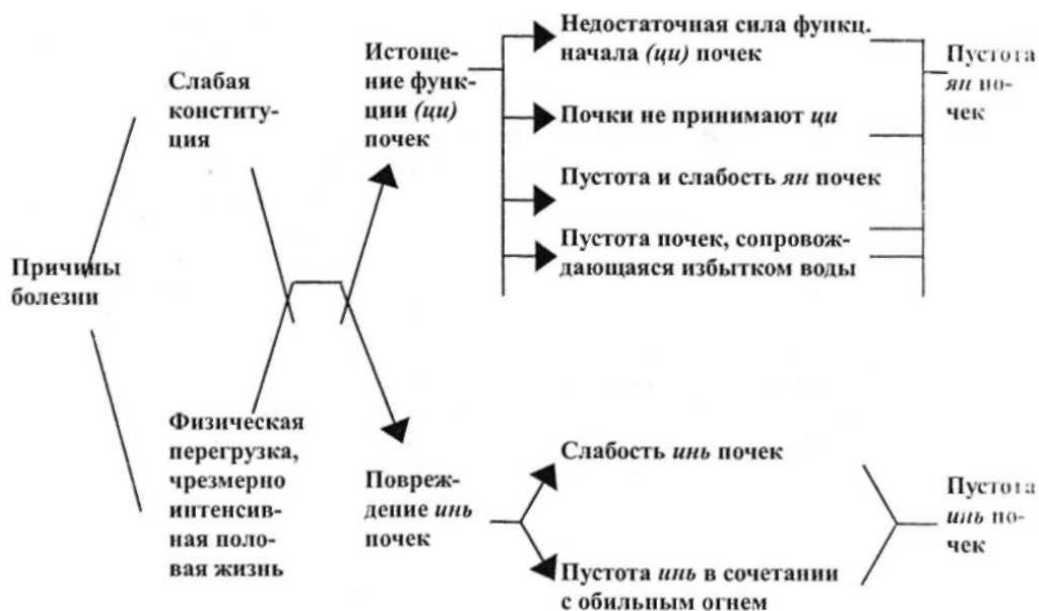 Причины
болезни
Слабая
конститу-
ция
Физическая
перегрузка,
чрезмерно
интенсив-
ная поло-
вая жизнь
Истоще-
ние функ-
ции (ци)
почек
Повреж-
дение инь
почек
Недостаточная сила функц.
начала (ци) почек
Почки не принимают ци
Пустота и слабость ян почек
Пустота почек, сопровож-
дающаяся избытком воды
Слабость инь почек
Пустота инь в сочетании
с обильным огнем
Пустота
ян по-
чек
Пустота
инь по-
чек